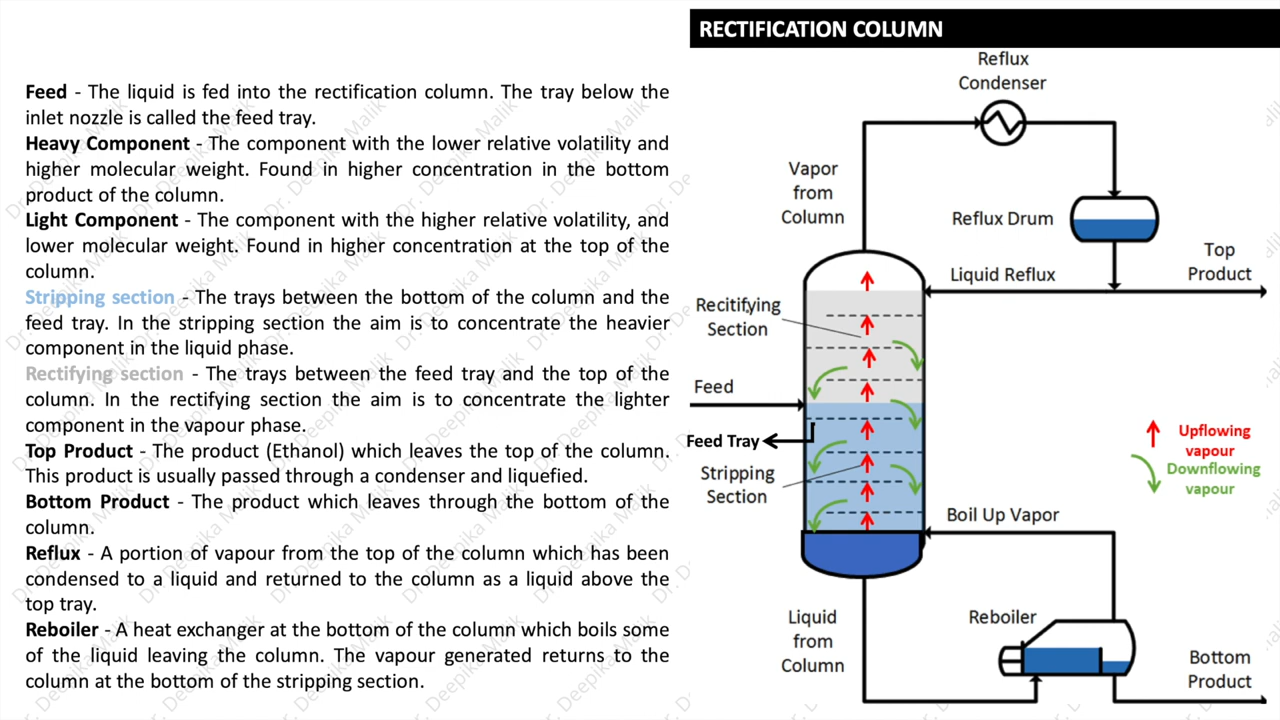 RECTIFICATION COLUMN
Feed - The liquid is fed into the rectification column. The tray below the
inlet nozzle is called the feed tray.
Heavy Component - The component with the lower relative volatility and
higher molecular weight. Found in higher concentration in the bottom
product of the column.
Light Component - The component with the higher relative volatility, and
lower molecular weight. Found in higher concentration at the top of the
column.
Stripping section - The trays between the bottom of the column and the
feed tray. In the stripping section the aim is to concentrate the heavier
component in the liquid phase.
Rectifying section - The trays between the feed tray and the top of the
column. In the rectifying section the aim is to concentrate the lighter
component in the vapour phase.
Top Product - The product (Ethanol) which leaves the top of the column.
This product is usually passed through a condenser and liquefied.
Bottom Product - The product which leaves through the bottom of the
column.
Reflux - A portion of vapour from the top of the column which has been
condensed to a liquid and returned to the column as a liquid above the
top tray.
Reboiler - A heat exchanger at the bottom of the column which boils some
of the liquid leaving the column. The vapour generated returns to the
column at the bottom of the stripping section.
Reflux
Condenser
Vapor
from
Column
Reflux Drum
Top
Product
Liquid Reflux
Rectifying
Section
Feed
Feed Tray
Stripping
Section
Upflowing
vapour
Downflowing
vapour
Boil Up Vapor
Liquid
from
Column
Reboiler
Bottom
Product
Dr. Deepika Malik